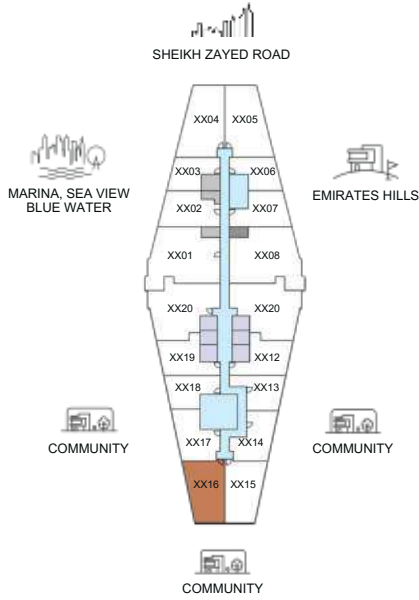 SHEIKH ZAYED ROAD
XX04 XX05
XX03 XX06
MARINA, SEA VIEW
BLUE WATER
EMIRATES HILLS
XX02 XX07
XX01 XX08
XX20 XX20
XX19 XX12
XX18 XX13
COMMUNITY
COMMUNITY
XX17 XX14
XX16 XX15
COMMUNITY